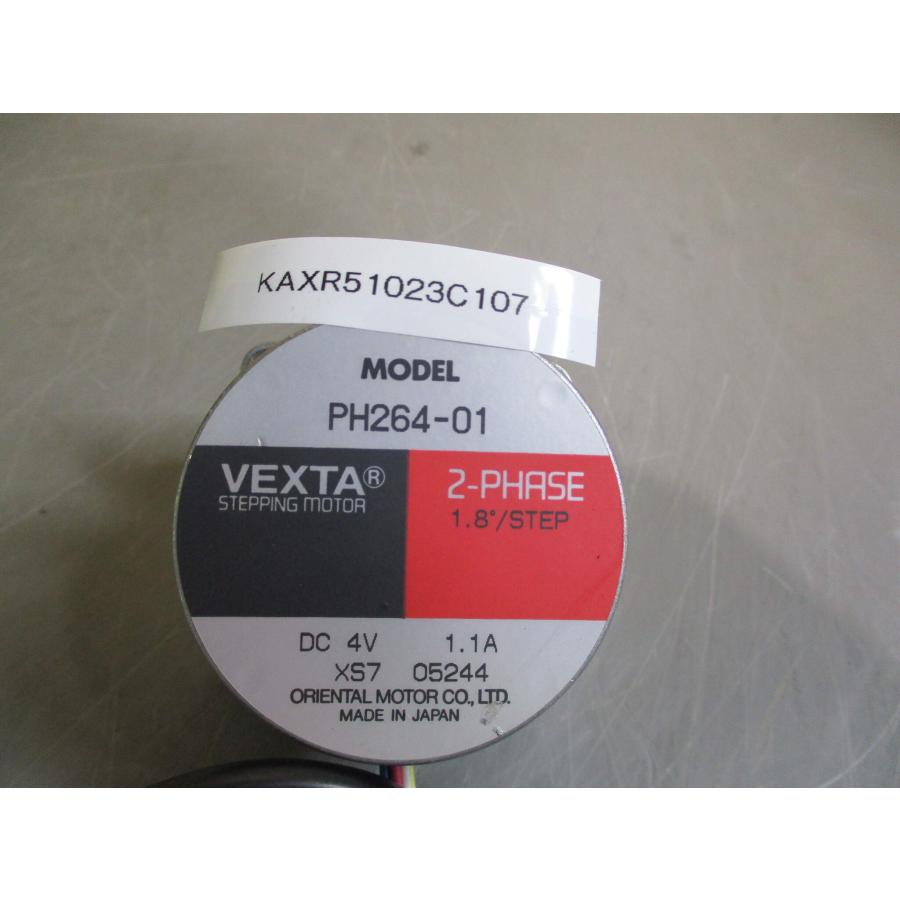 KAXR51023C107
MODEL
PH264-01
VEXTA®
STEPPING MOTOR
2-PHASE
1.8°/STEP
DC 4V 1.1A
XS7 05244
ORIENTAL MOTOR CO., LTD.
MADE IN JAPAN